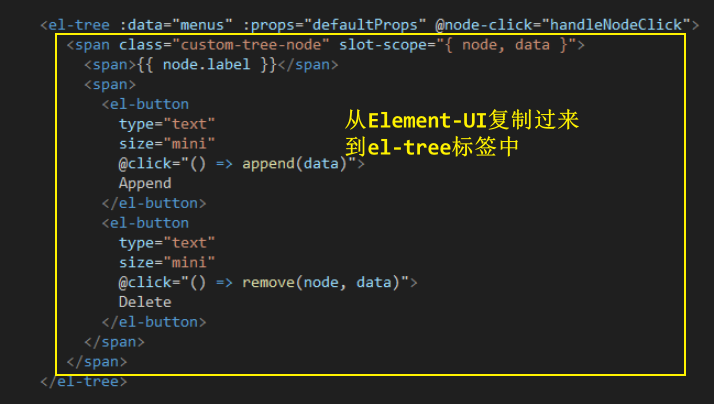 <el-tree :data="menus" :props="defaultProps" @node-click="handleNodeClick">
<span class="custom-tree-node" slot-scope="{ node, data }">
<span>{{ node.label }}</span>
<span>
<el-button
type="text"
size="mini"
@click="() => append(data)">
Append
</el-button>
<el-button
type="text"
size="mini"
@click="() => remove(node, data)">
Delete
</el-button>
</span>
</span>
</el-tree>
从Element-UI复制过来
到el-tree标签中